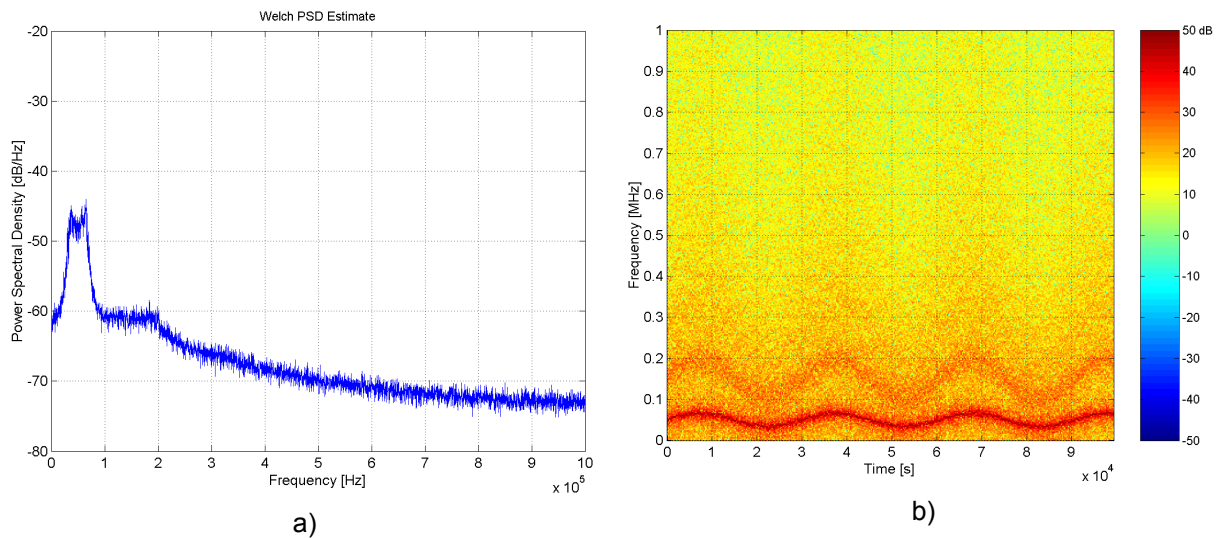 Welch PSD Estimate
-20
-30
-40
-50
-60
-70
-80
Power Spectral Density [dB/Hz]
0 1 2 3 4 5 6 7 8 9 10
x 10^5
Frequency [Hz]
a)
1
0.9
0.8
0.7
0.6
0.5
0.4
0.3
0.2
0.1
0
Frequency [MHz]
0 1 2 3 4 5 6 7 8 9
x 10^4
Time [s]
50 dB
40
30
20
10
0
-10
-20
-30
-40
-50
b)